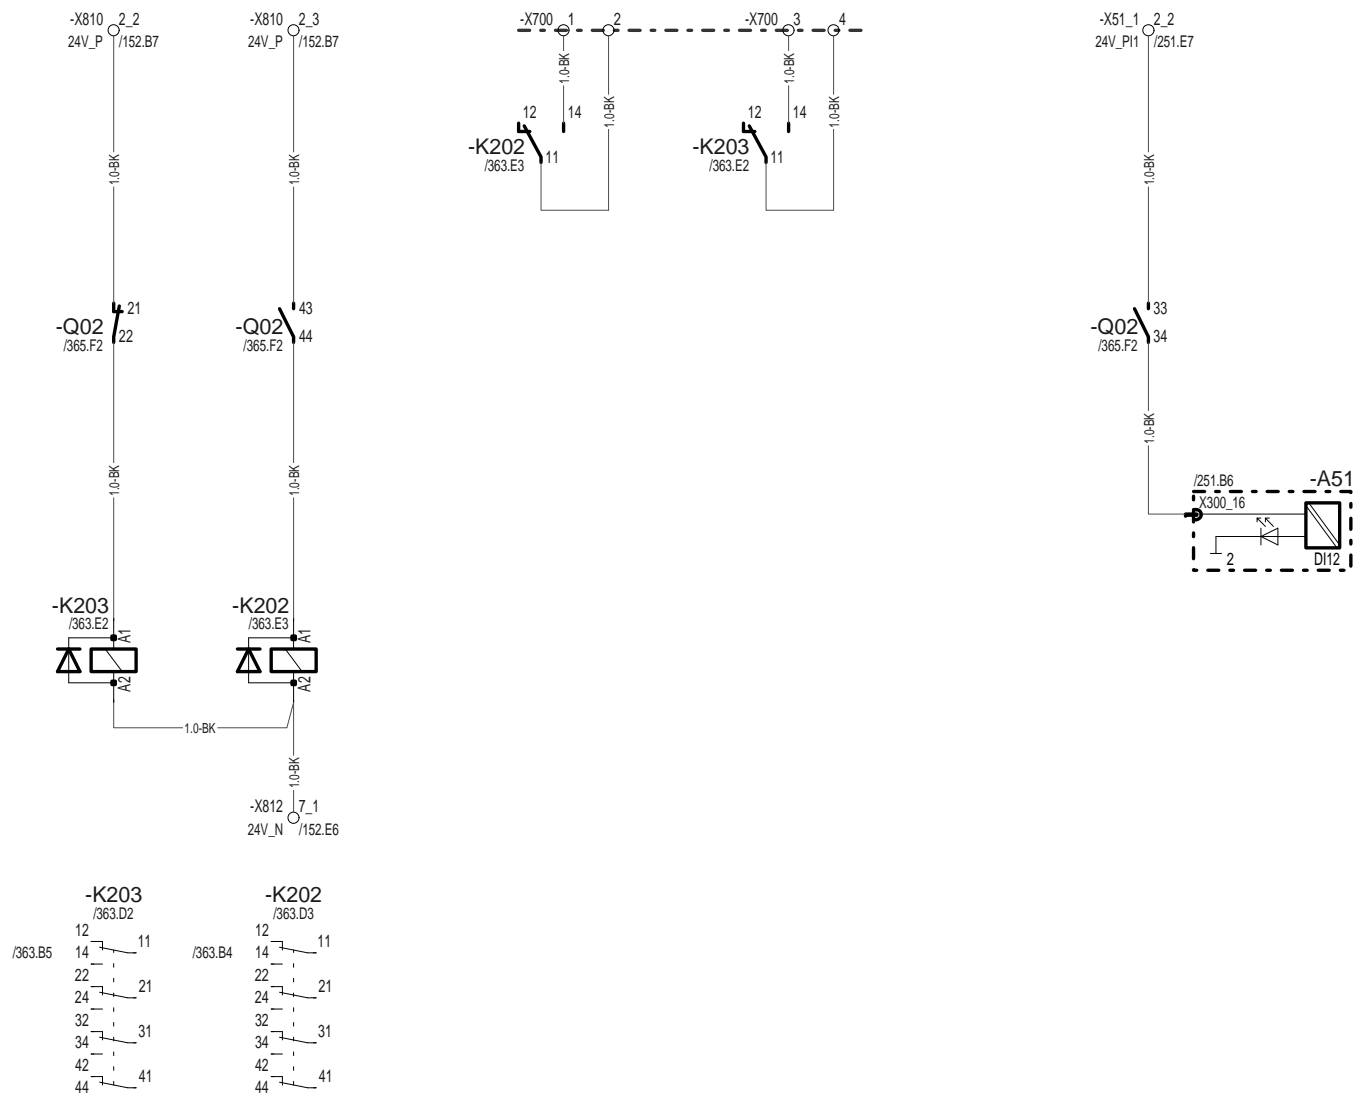 -X810 2_2
24V_P /152.B7
-X810 2_3
24V_P /152.B7
-X700 1 2
-X700 3 4
-X51_1 2_2
24V_PI1 /251.E7
1.0-BK
1.0-BK
1.0-BK
1.0-BK
12 14
-K202
/363.E3
11
12 14
-K203
/363.E2
11
1.0-BK
1.0-BK
1.0-BK
21
-Q02
/365.F2
22
43
-Q02
/365.F2
44
33
-Q02
/365.F2
34
1.0-BK
1.0-BK
1.0-BK
/251.B6
-A51
X300_16
2
DI12
-K203
/363.E2
A1
A2
-K202
/363.E3
A1
A2
1.0-BK
1.0-BK
-X812 7_1
24V_N /152.E6
-K203
/363.D2
12
11
/363.B5 14
22
21
24
32
31
34
42
41
44
-K202
/363.D3
12
11
/363.B4 14
22
21
24
32
31
34
42
41
44